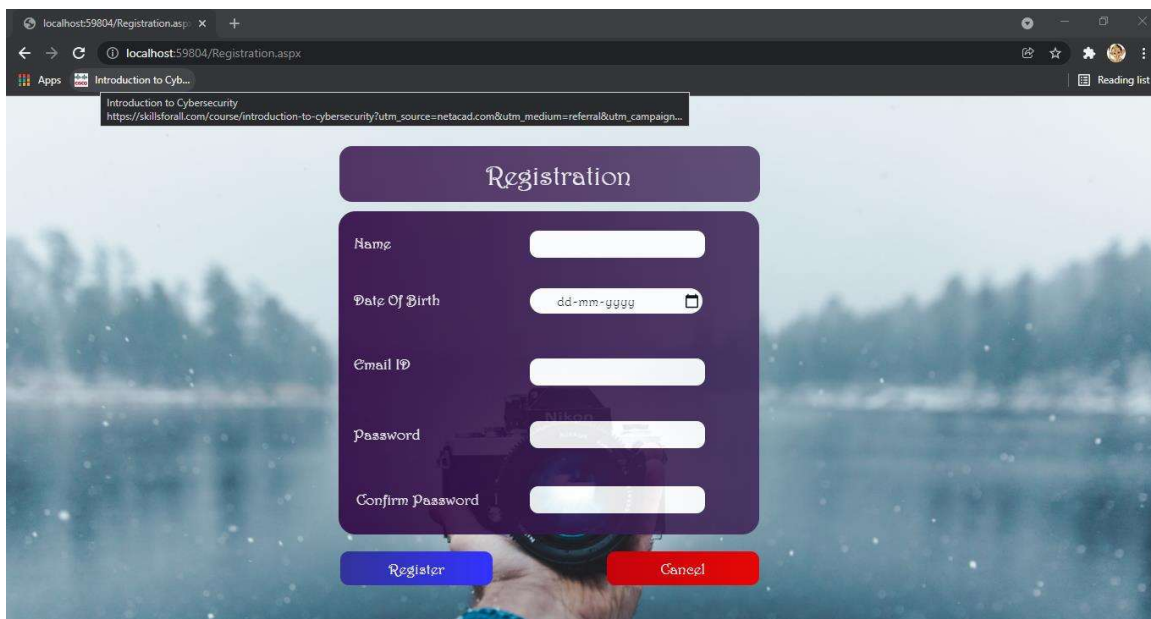 localhost:59804/Registration.asp
localhost:59804/Registration.aspx
Apps
Introduction to Cyb...
Reading list
Introduction to Cybersecurity
https://skillsforall.com/course/introduction-to-cybersecurity?utm_source=netacad.com&utm_medium=referral&utm_campaign...
Registration
Name
Date Of Birth
dd-mm-yyyy
Email ID
Nikon
Password
Confirm Password
Register
Cancel